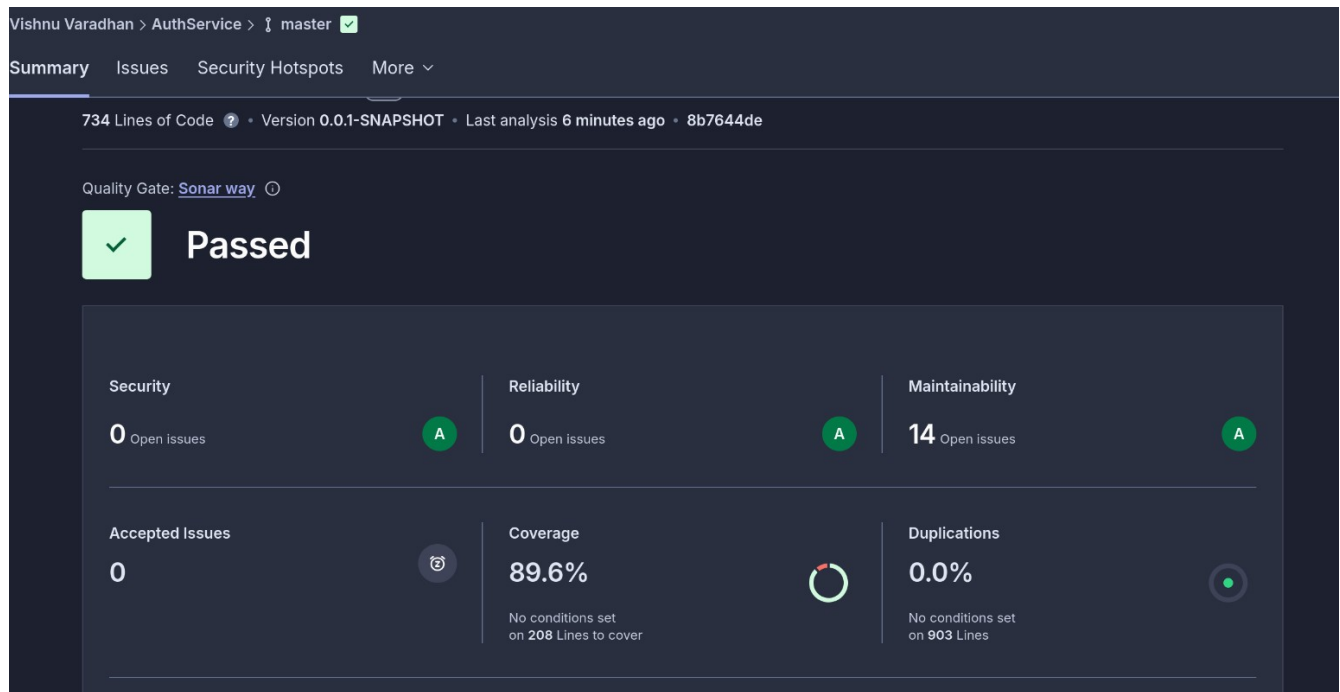 Vishnu Varadhan > AuthService > master
Summary Issues Security Hotspots More
734 Lines of Code ? • Version 0.0.1-SNAPSHOT • Last analysis 6 minutes ago • 8b7644de
Quality Gate: Sonar way
Passed
Security
0 Open issues A
Reliability
0 Open issues A
Maintainability
14 Open issues A
Accepted Issues
0
Coverage
89.6%
No conditions set
on 208 Lines to cover
Duplications
0.0%
No conditions set
on 903 Lines